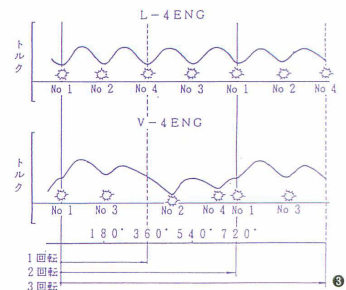 L-4ENG
トルク
No 1 No 2 No 4 No 3 No 1 No 2 No 4
V-4ENG
トルク
No 1 No 3 No 2 No 4 No 1 No 3
180° 360° 540° 720°
1回転
2回転
3回転
❸